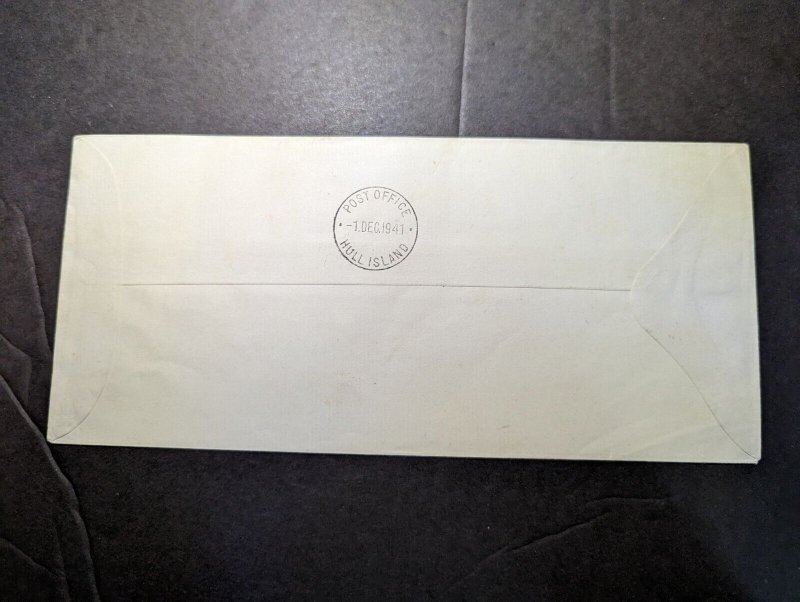 POST OFFICE
-1.DEC.1941
HULL ISLAND